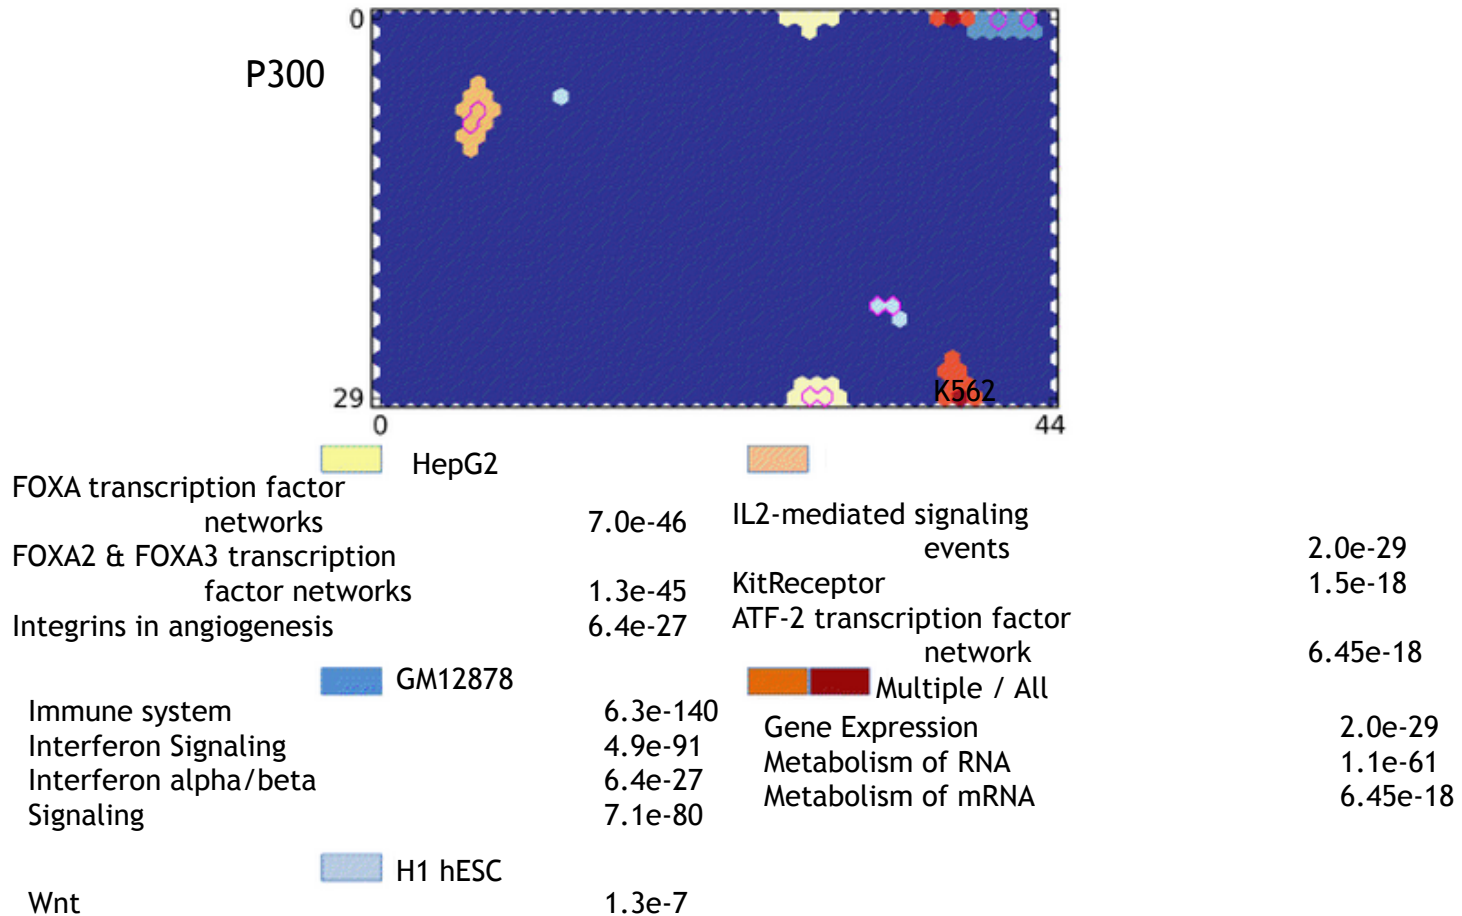 0
P300
K562
29
0
44
HepG2
FOXA transcription factor
networks 7.0e-46
FOXA2 & FOXA3 transcription
factor networks 1.3e-45
Integrins in angiogenesis 6.4e-27
IL2-mediated signaling
events 2.0e-29
KitReceptor 1.5e-18
ATF-2 transcription factor
network 6.45e-18
GM12878
Immune system 6.3e-140
Interferon Signaling 4.9e-91
Interferon alpha/beta 6.4e-27
Signaling 7.1e-80
Multiple / All
Gene Expression 2.0e-29
Metabolism of RNA 1.1e-61
Metabolism of mRNA 6.45e-18
H1 hESC
Wnt 1.3e-7